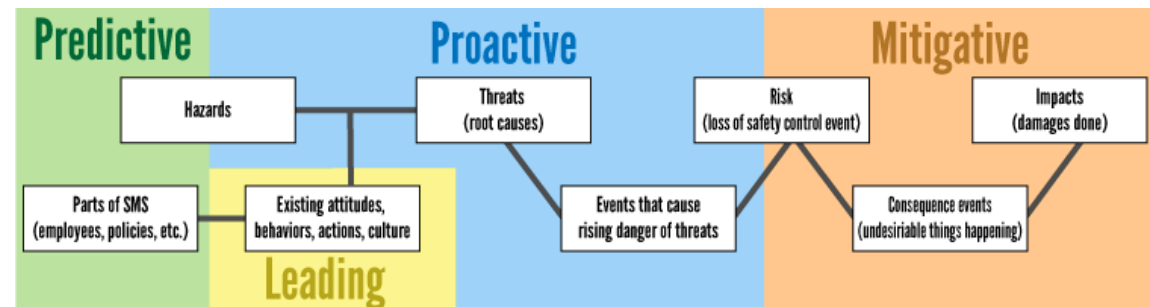 Predictive
Proactive
Mitigative
Hazards
Threats
(root causes)
Risk
(loss of safety control event)
Impacts
(damages done)
Parts of SMS
(employees, policies, etc.)
Existing attitudes,
behaviors, actions, culture
Events that cause
rising danger of threats
Consequence events
(undesiriable things happening)
Leading